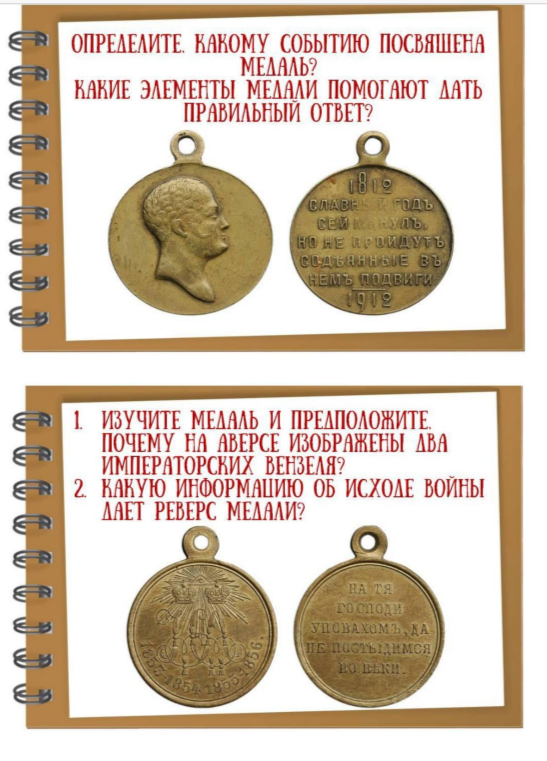 ОПРЕДЕЛИТЕ, КАКОМУ СОБЫТИЮ ПОСВЯЩЕНА
МЕДАЛЬ?
КАКИЕ ЭЛЕМЕНТЫ МЕДАЛИ ПОМОГАЮТ ДАТЬ
ПРАВИЛЬНЫЙ ОТВЕТ?
1812
СЛАВНЫЙ ГОДЪ
СЕЙ МИНУЛЪ,
НО НЕ ПРОЙДУТЪ
СОДѢЯННЫЕ ВЪ
НЕМЪ ПОДВИГИ
1912
1. ИЗУЧИТЕ МЕДАЛЬ И ПРЕДПОЛОЖИТЕ,
ПОЧЕМУ НА АВЕРСЕ ИЗОБРАЖЕНЫ ДВА
ИМПЕРАТОРСКИХ ВЕНЗЕЛЯ?
2. КАКУЮ ИНФОРМАЦИЮ ОБ ИСХОДЕ ВОЙНЫ
ДАЕТ РЕВЕРС МЕДАЛИ?
1853-1854-1855-1856.
НА ТЯ
ГОСПОДИ
УПОВАХОМЪ, ДА
НЕ ПОСТЫДИМСЯ
ВО ВѢКИ.